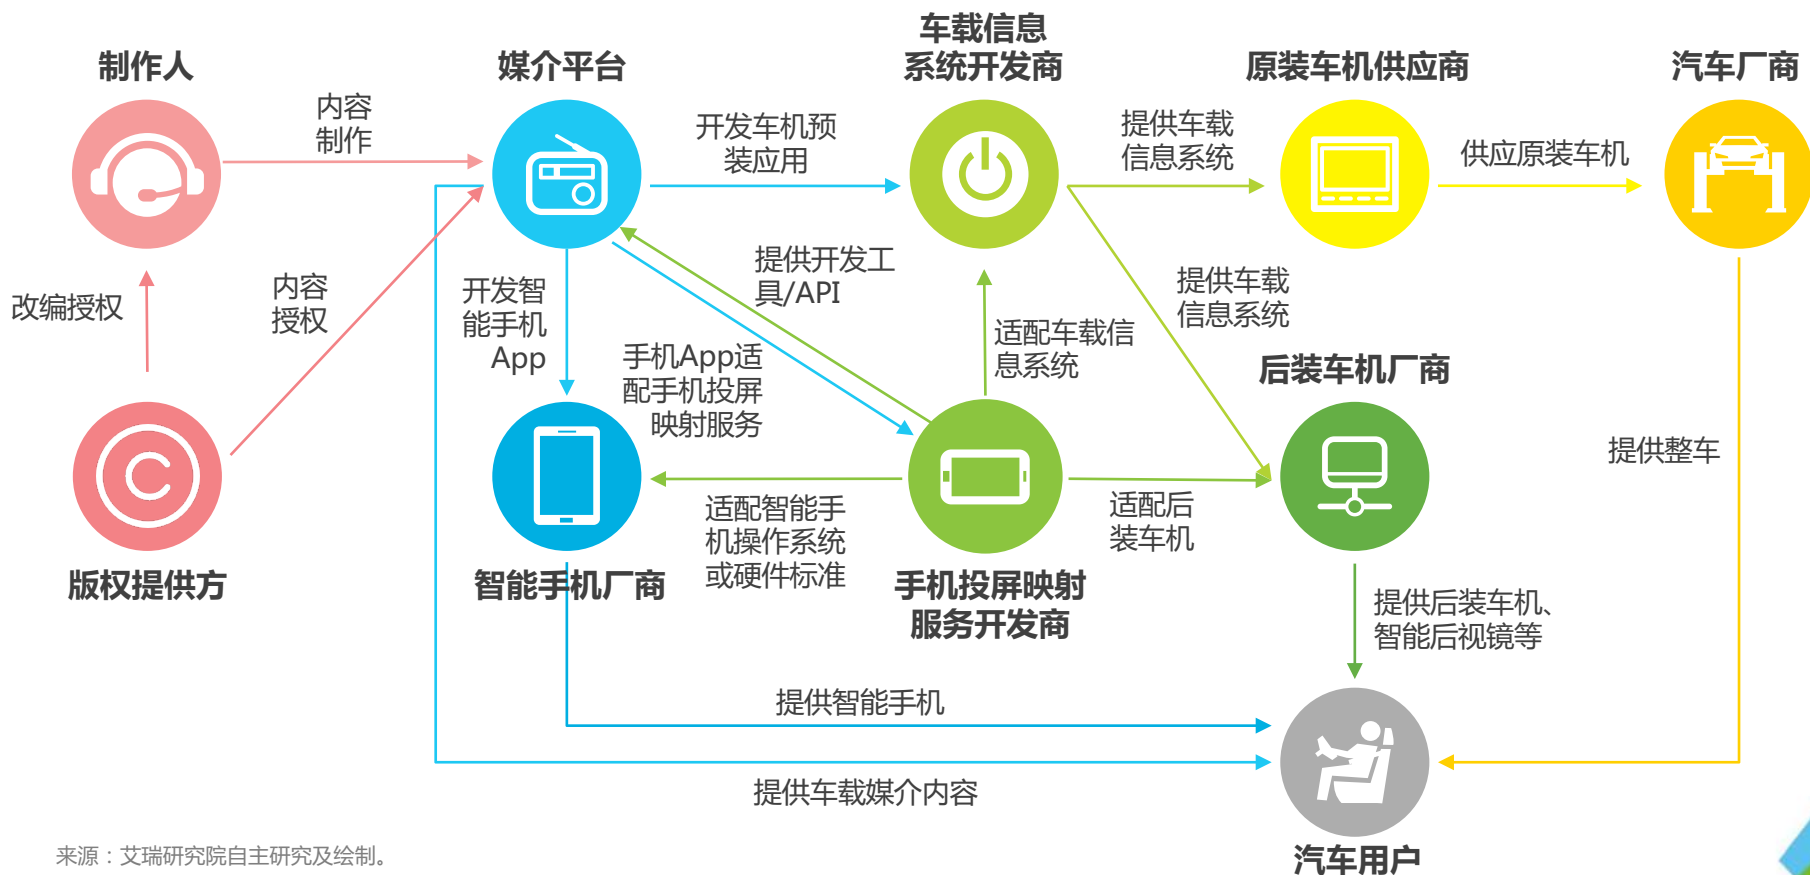 车载信息
系统开发商
制作人
媒介平台
原装车机供应商
汽车厂商
内容
制作
开发车机预
装应用
提供车载
信息系统
供应原装车机
改编授权
内容
授权
开发智
能手机
App
提供开发工
具/API
手机App适
配手机投屏
映射服务
适配车载信
息系统
提供车载
信息系统
后装车机厂商
提供整车
适配智能手
机操作系统
或硬件标准
适配后
装车机
版权提供方
智能手机厂商
手机投屏映射
服务开发商
提供后装车机、
智能后视镜等
提供智能手机
提供车载媒介内容
汽车用户
来源：艾瑞研究院自主研究及绘制。